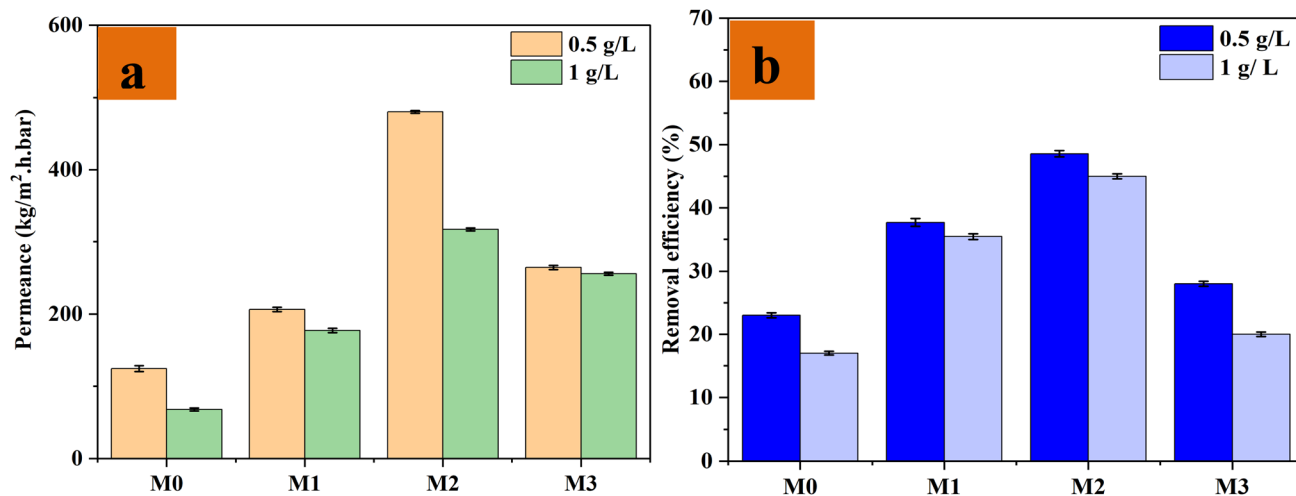 a
0.5 g/L
1 g/L
Permeance (kg/m².h.bar)
600
400
200
0
M0 M1 M2 M3
b
0.5 g/L
1 g/ L
Removal efficiency (%)
70
60
50
40
30
20
10
0
M0 M1 M2 M3